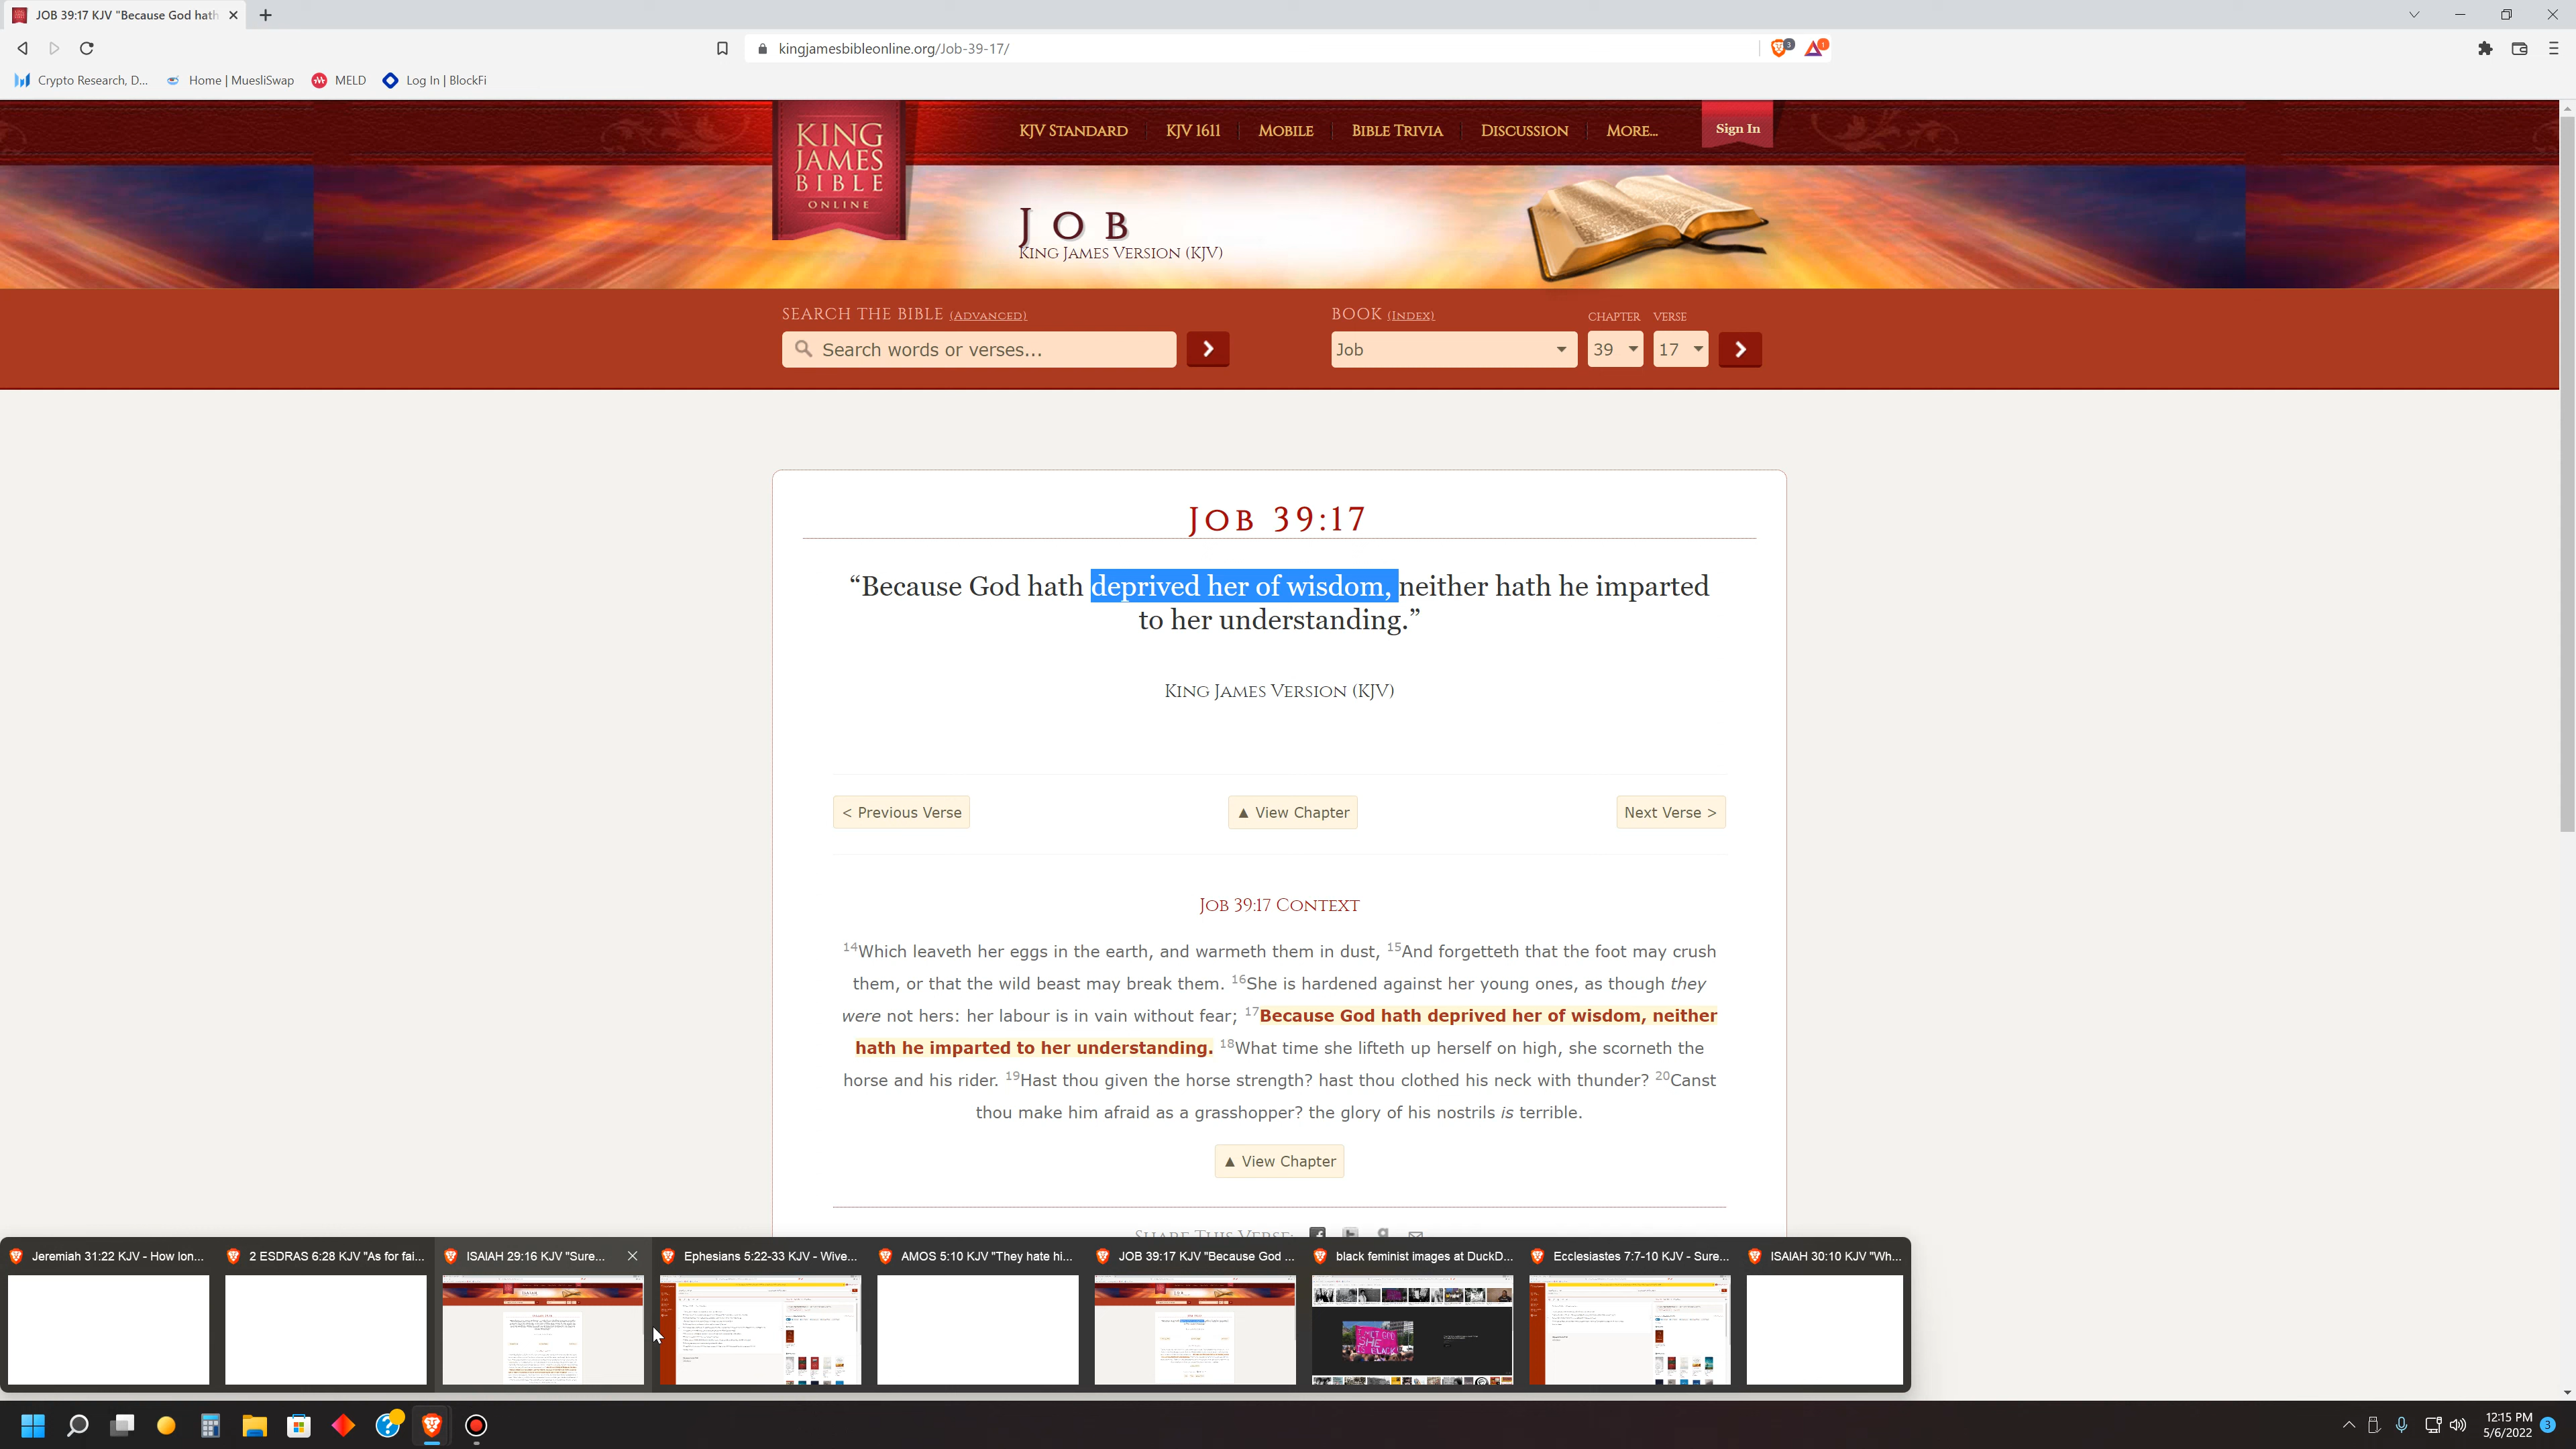 JOB 39:17 KJV "Because God hath
kingjamesbibleonline.org/Job-39-17/
3
1
Crypto Research, D...
Home | MuesliSwap
MELD
Log In | BlockFi
KING
JAMES
BIBLE
ONLINE
KJV Standard
KJV 1611
Mobile
Bible Trivia
Discussion
More...
Sign In
Job
King James Version (KJV)
SEARCH THE BIBLE (Advanced)
Search words or verses...
BOOK (Index)
CHAPTER
VERSE
Job
39
17
Job 39:17
“Because God hath deprived her of wisdom, neither hath he imparted
to her understanding.”
King James Version (KJV)
< Previous Verse
▲ View Chapter
Next Verse >
Job 39:17 Context
14Which leaveth her eggs in the earth, and warmeth them in dust, 15And forgetteth that the foot may crush
them, or that the wild beast may break them. 16She is hardened against her young ones, as though they
were not hers: her labour is in vain without fear; 17Because God hath deprived her of wisdom, neither
hath he imparted to her understanding. 18What time she lifteth up herself on high, she scorneth the
horse and his rider. 19Hast thou given the horse strength? hast thou clothed his neck with thunder? 20Canst
thou make him afraid as a grasshopper? the glory of his nostrils is terrible.
▲ View Chapter
Share This Verse:
Jeremiah 31:22 KJV - How lon...
2 ESDRAS 6:28 KJV "As for fai...
ISAIAH 29:16 KJV "Sure...
Ephesians 5:22-33 KJV - Wive...
AMOS 5:10 KJV "They hate hi...
JOB 39:17 KJV "Because God ...
black feminist images at DuckD...
Ecclesiastes 7:7-10 KJV - Sure...
ISAIAH 30:10 KJV "Wh...
I MET GOD
SHE
IS BLACK
12:15 PM
5/6/2022
3